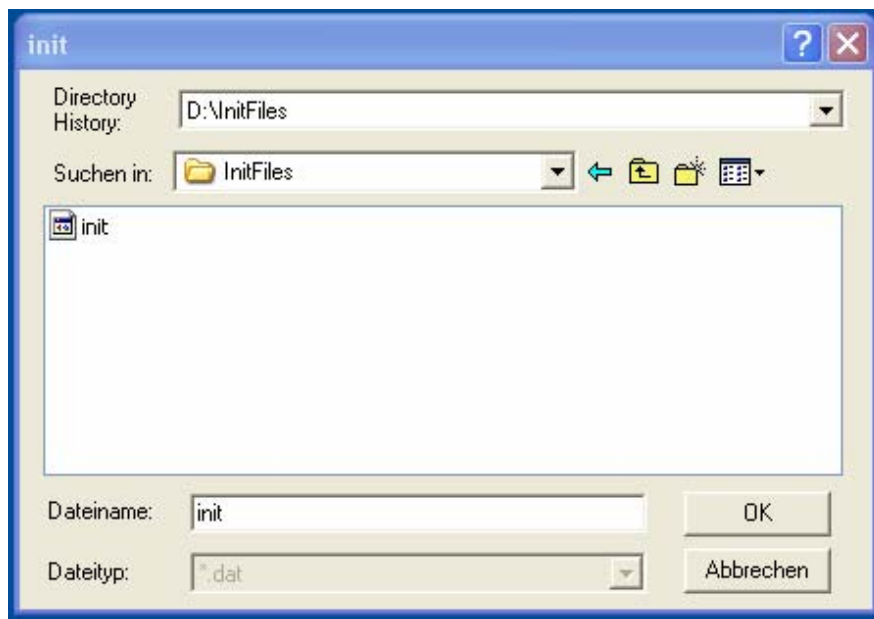 init
Directory
History:
D:\InitFiles
Suchen in:
InitFiles
init
Dateiname:
init
OK
Dateityp:
*.dat
Abbrechen